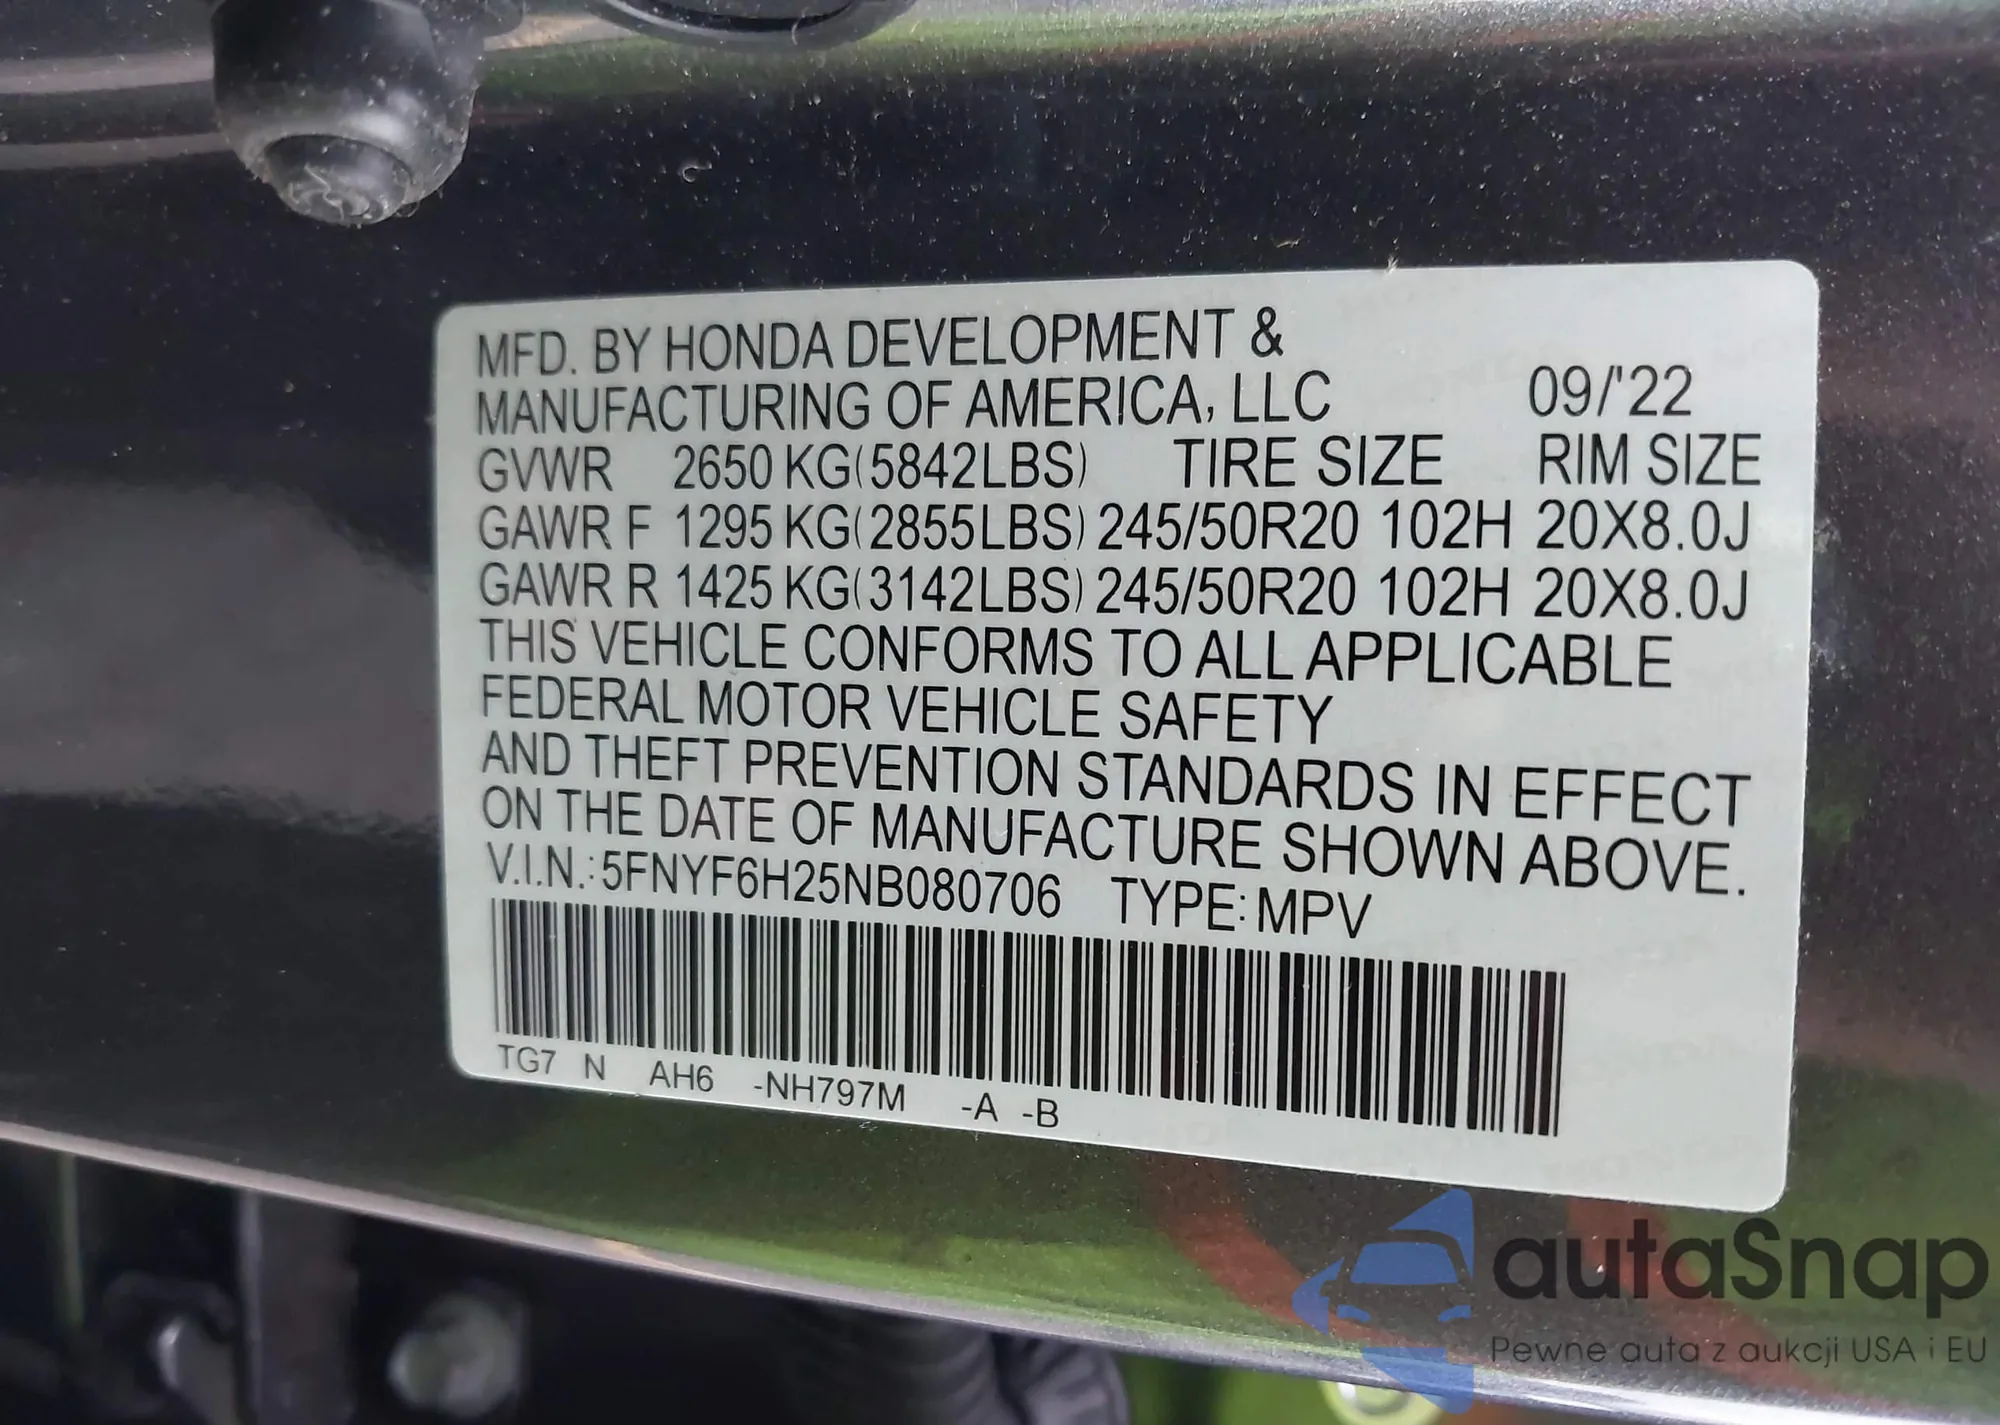 MFD. BY HONDA DEVELOPMENT &
MANUFACTURING OF AMERICA, LLC 09/'22
GVWR 2650 KG(5842LBS) TIRE SIZE RIM SIZE
GAWR F 1295 KG(2855LBS) 245/50R20 102H 20X8.0J
GAWR R 1425 KG(3142LBS) 245/50R20 102H 20X8.0J
THIS VEHICLE CONFORMS TO ALL APPLICABLE
FEDERAL MOTOR VEHICLE SAFETY
AND THEFT PREVENTION STANDARDS IN EFFECT
ON THE DATE OF MANUFACTURE SHOWN ABOVE.
V.I.N.:5FNYF6H25NB080706 TYPE:MPV
TG7 N AH6 -NH797M -A -B
autaSnap
Pewne auta z aukcji USA i EU